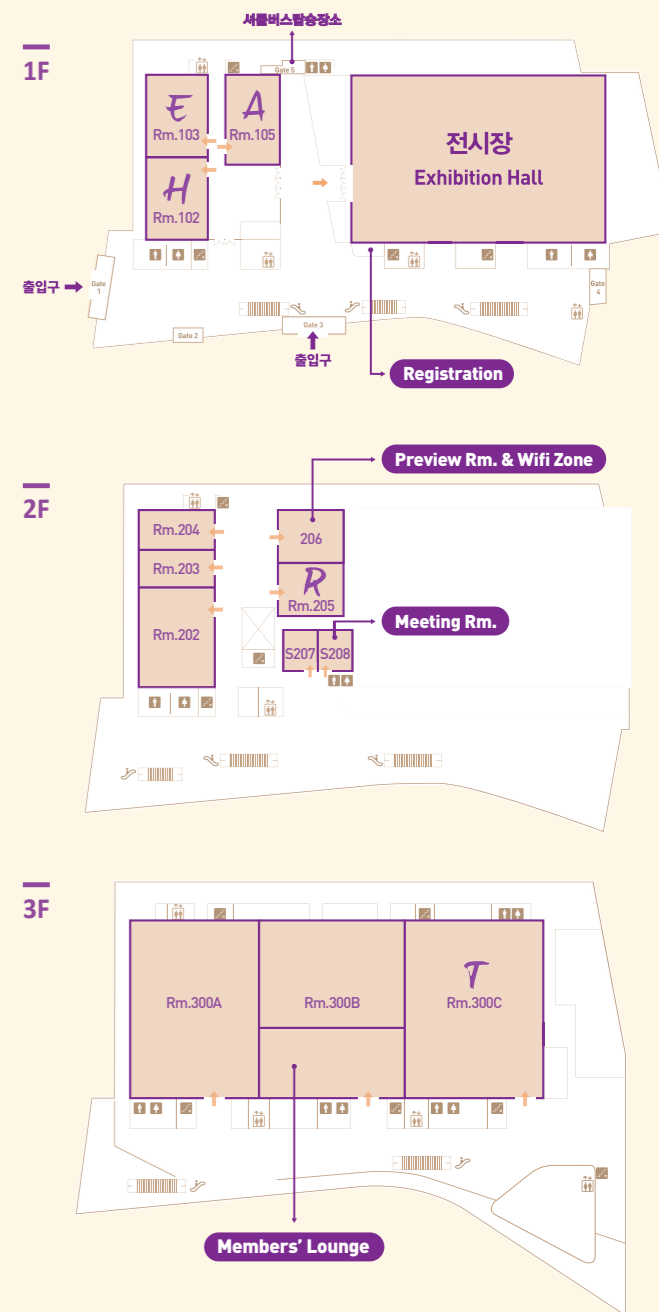 셔틀버스탑승장소
1F
Gate 5
E
Rm.103
A
Rm.105
전시장
Exhibition Hall
H
Rm.102
출입구
Gate
1
Gate
4
Gate 2
Gate 3
출입구
Registration
Preview Rm. & Wifi Zone
2F
Rm.204
206
Rm.203
R
Rm.205
Rm.202
Meeting Rm.
S207
S208
3F
T
Rm.300A
Rm.300B
Rm.300C
Members' Lounge